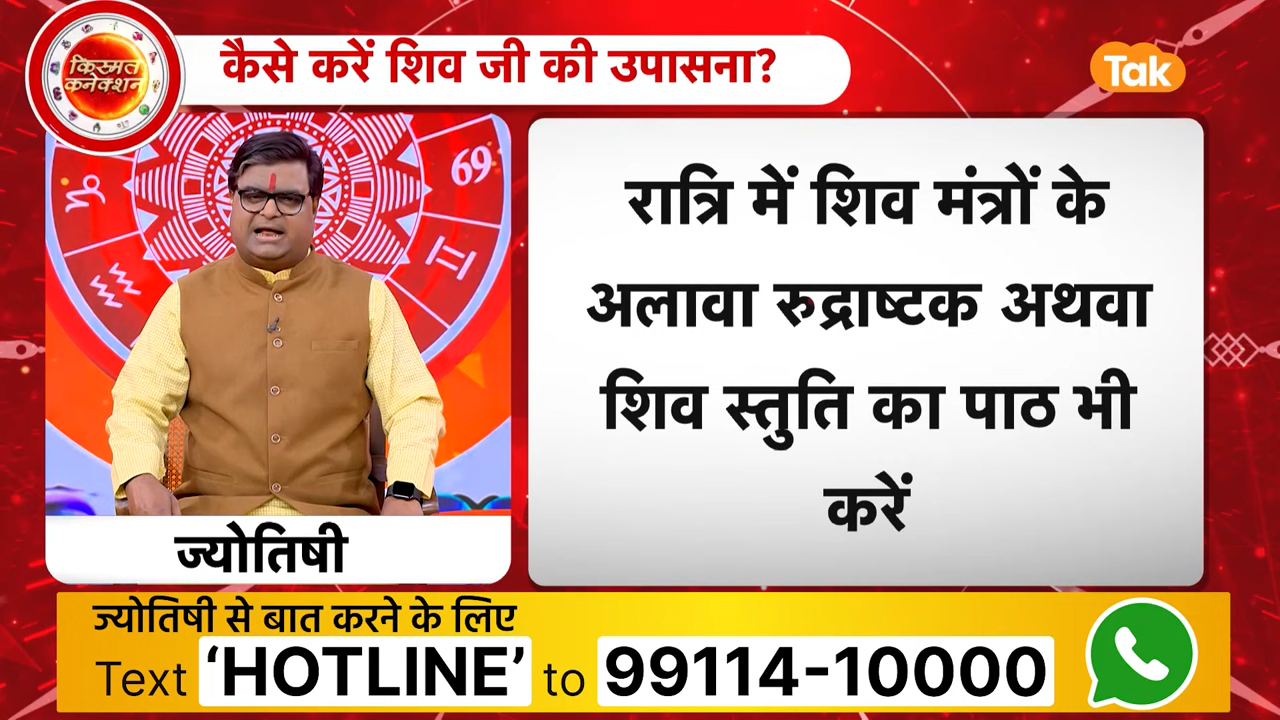 किस्मत
कनेक्शन
कैसे करें शिव जी की उपासना?
Tak
69
रात्रि में शिव मंत्रों के
अलावा रुद्राष्टक अथवा
शिव स्तुति का पाठ भी
करें
ज्योतिषी
ज्योतिषी से बात करने के लिए
Text ‘HOTLINE’ to 99114-10000